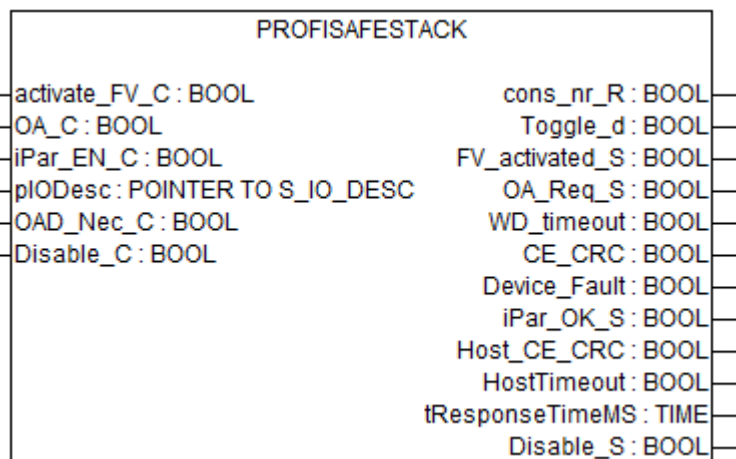 PROFISAFESTACK
activate_FV_C : BOOL cons_nr_R : BOOL
OA_C : BOOL Toggle_d : BOOL
iPar_EN_C : BOOL FV_activated_S : BOOL
pIODesc : POINTER TO S_IO_DESC OA_Req_S : BOOL
OAD_Nec_C : BOOL WD_timeout : BOOL
Disable_C : BOOL CE_CRC : BOOL
Device_Fault : BOOL
iPar_OK_S : BOOL
Host_CE_CRC : BOOL
HostTimeout : BOOL
tResponseTimeMS : TIME
Disable_S : BOOL